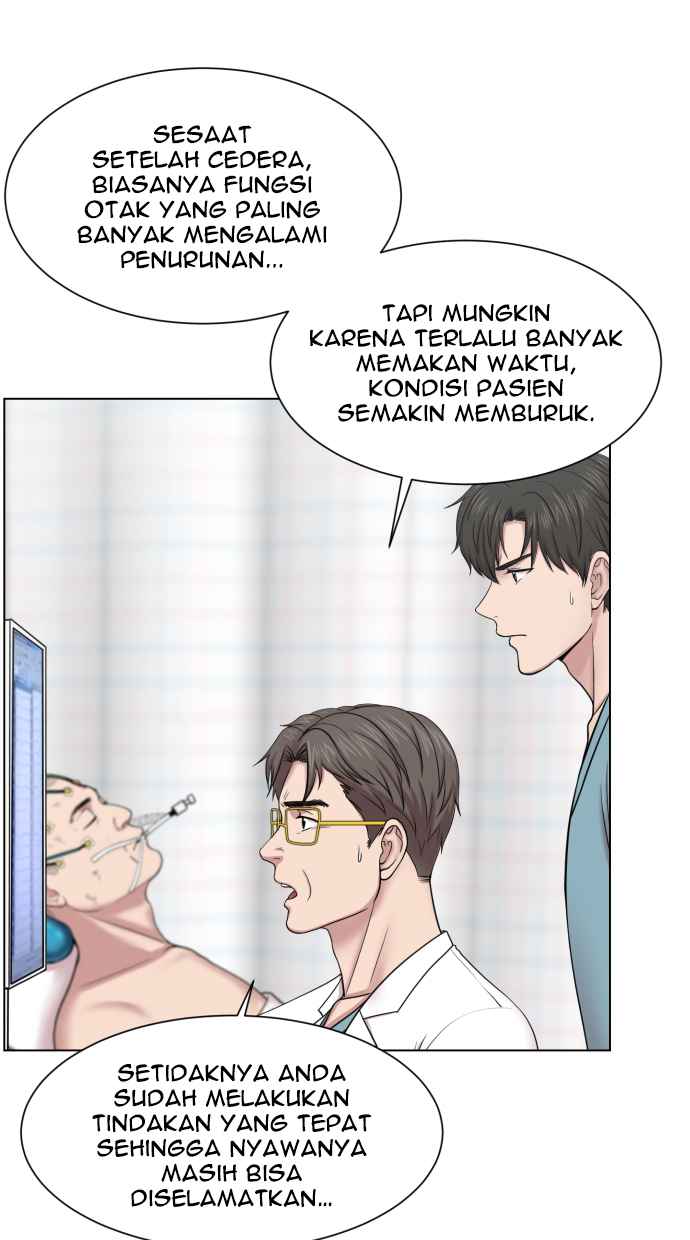 SESAAT
SETELAH CEDERA,
BIASANYA FUNGSI
OTAK YANG PALING
BANYAK MENGALAMI
PENURUNAN...
TAPI MUNGKIN
KARENA TERLALU BANYAK
MEMAKAN WAKTU,
KONDISI PASIEN
SEMAKIN MEMBURUK.
SETIDAKNYA ANDA
SUDAH MELAKUKAN
TINDAKAN YANG TEPAT
SEHINGGA NYAWANYA
MASIH BISA
DISELAMATKAN...